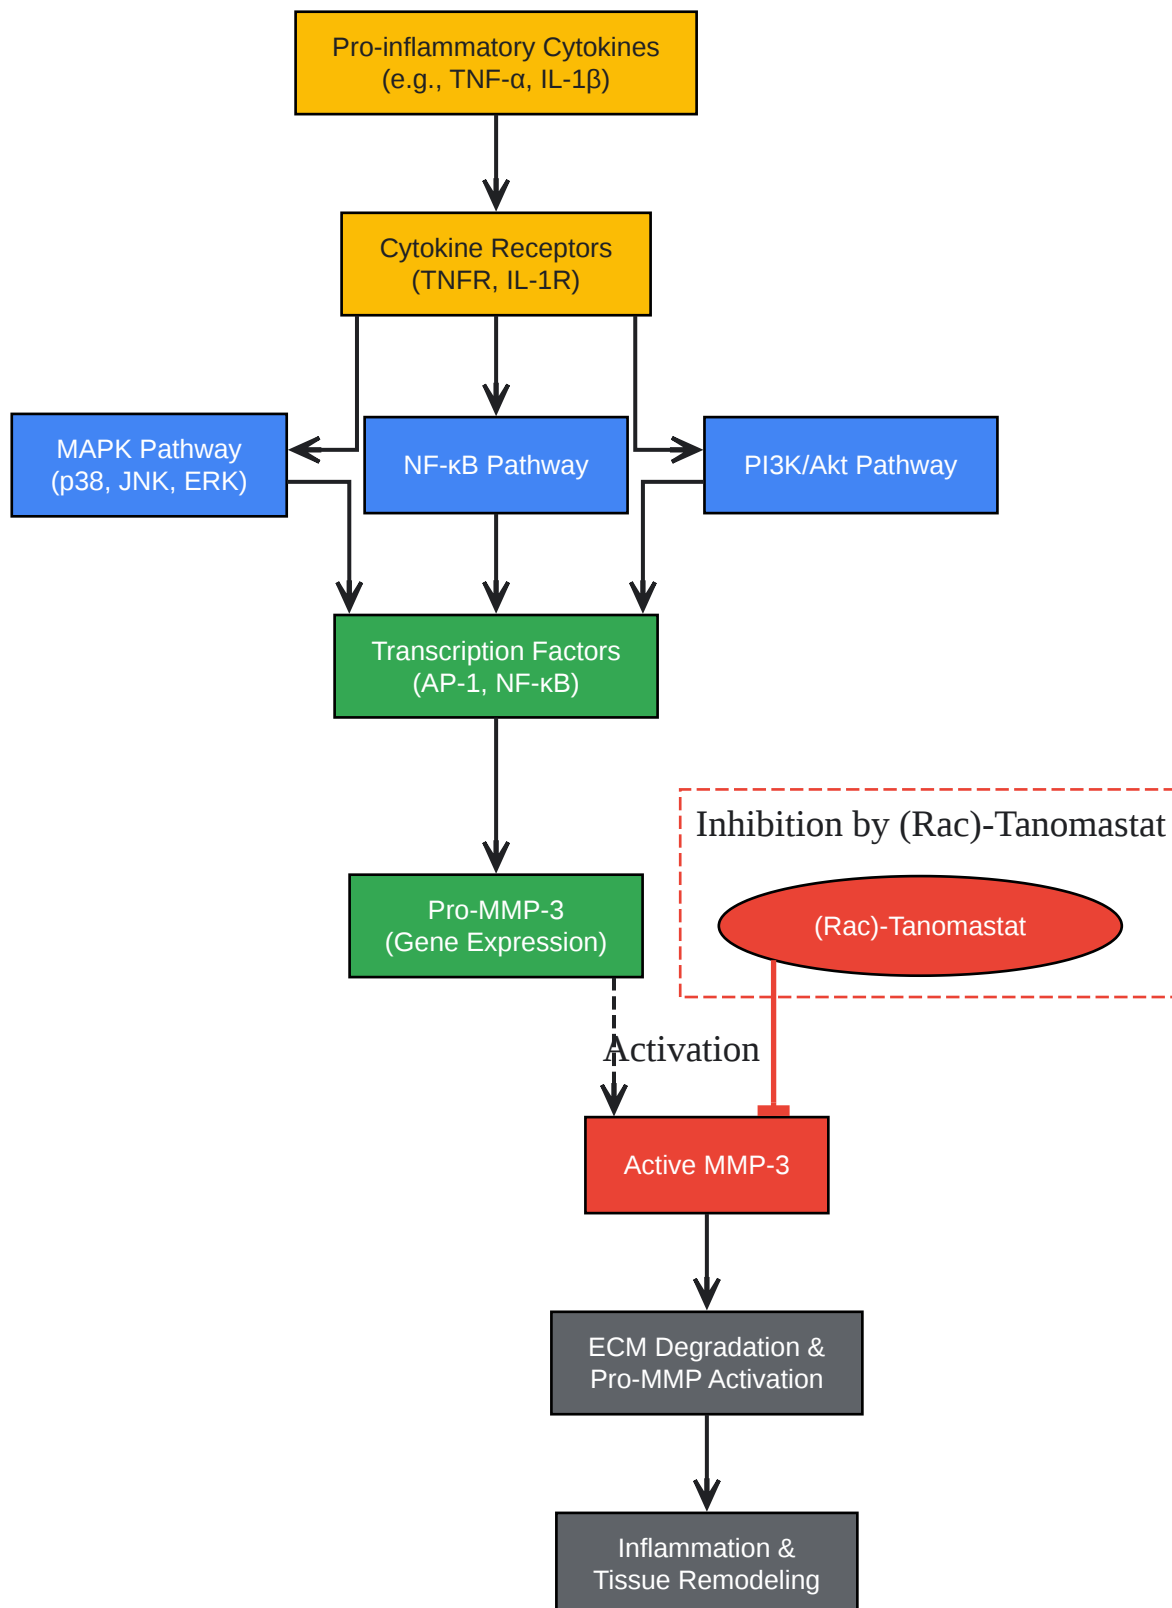 Pro-inflammatory Cytokines
(e.g., TNF-α, IL-1β)
Cytokine Receptors
(TNFR, IL-1R)
MAPK Pathway
(p38, JNK, ERK)
NF-κB Pathway
PI3K/Akt Pathway
Transcription Factors
(AP-1, NF-κB)
Inhibition by (Rac)-Tanomastat
Pro-MMP-3
(Gene Expression)
(Rac)-Tanomastat
Activation
Active MMP-3
ECM Degradation &
Pro-MMP Activation
Inflammation &
Tissue Remodeling